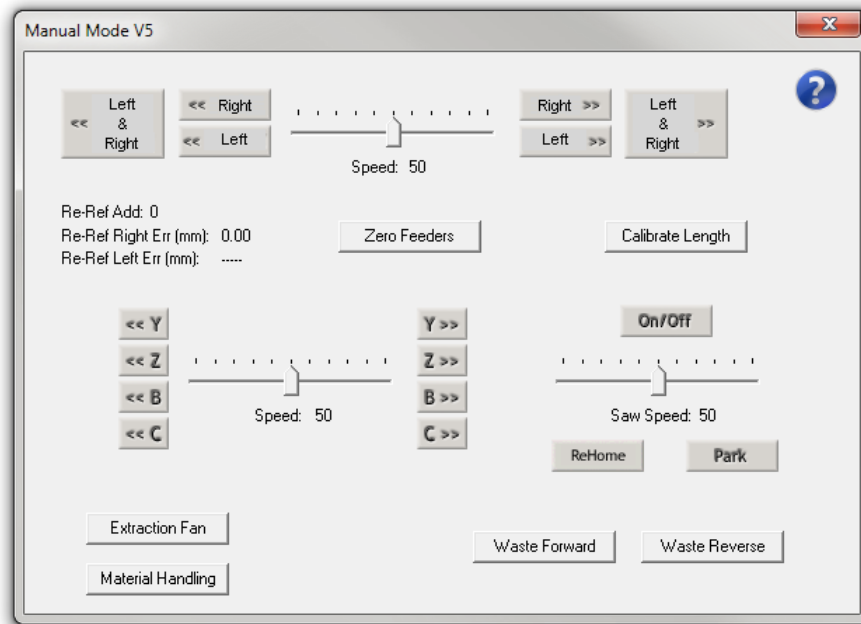 Manual Mode V5
X
<< Left & Right
<< Right
<< Left
Speed: 50
Right >>
Left >>
Left & Right >>
?
Re-Ref Add: 0
Re-Ref Right Err (mm): 0.00
Re-Ref Left Err (mm): -----
Zero Feeders
Calibrate Length
<< Y
<< Z
<< B
<< C
Speed: 50
Y >>
Z >>
B >>
C >>
On/Off
Saw Speed: 50
ReHome
Park
Extraction Fan
Material Handling
Waste Forward
Waste Reverse